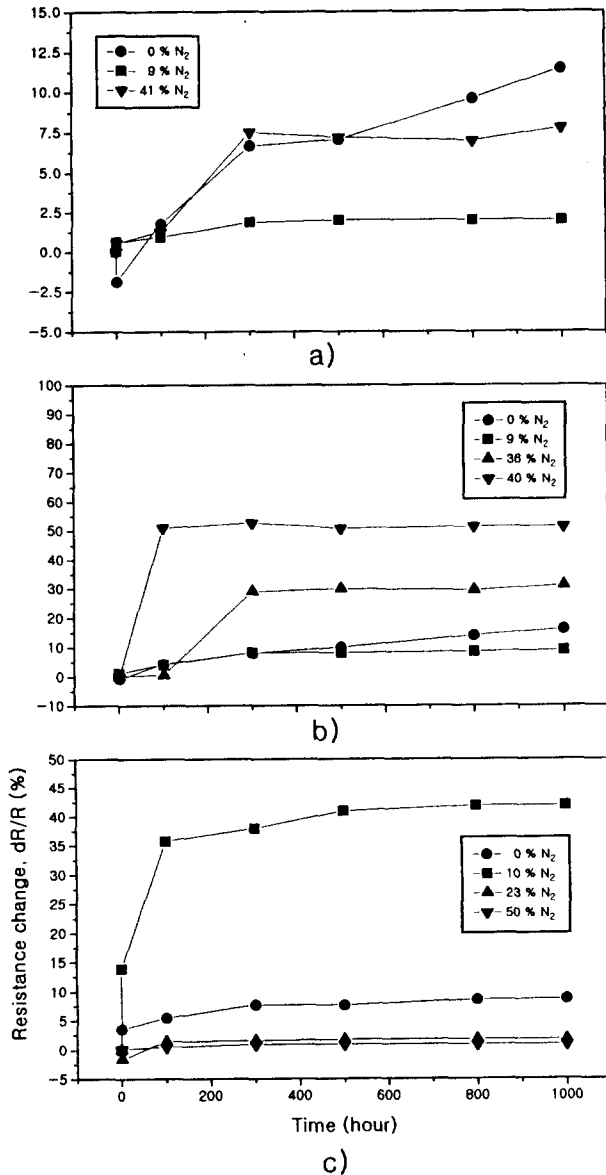 15.0
12.5
10.0
7.5
5.0
2.5
0.0
−2.5
−5.0
0 % N₂
9 % N₂
41 % N₂
a)
100
90
80
70
60
50
40
30
20
10
0
−10
0 % N₂
9 % N₂
36 % N₂
40 % N₂
b)
Resistance change, dR/R (%)
50
45
40
35
30
25
20
15
10
5
0
−5
0 % N₂
10 % N₂
23 % N₂
50 % N₂
0 200 400 600 800 1000
Time (hour)
c)